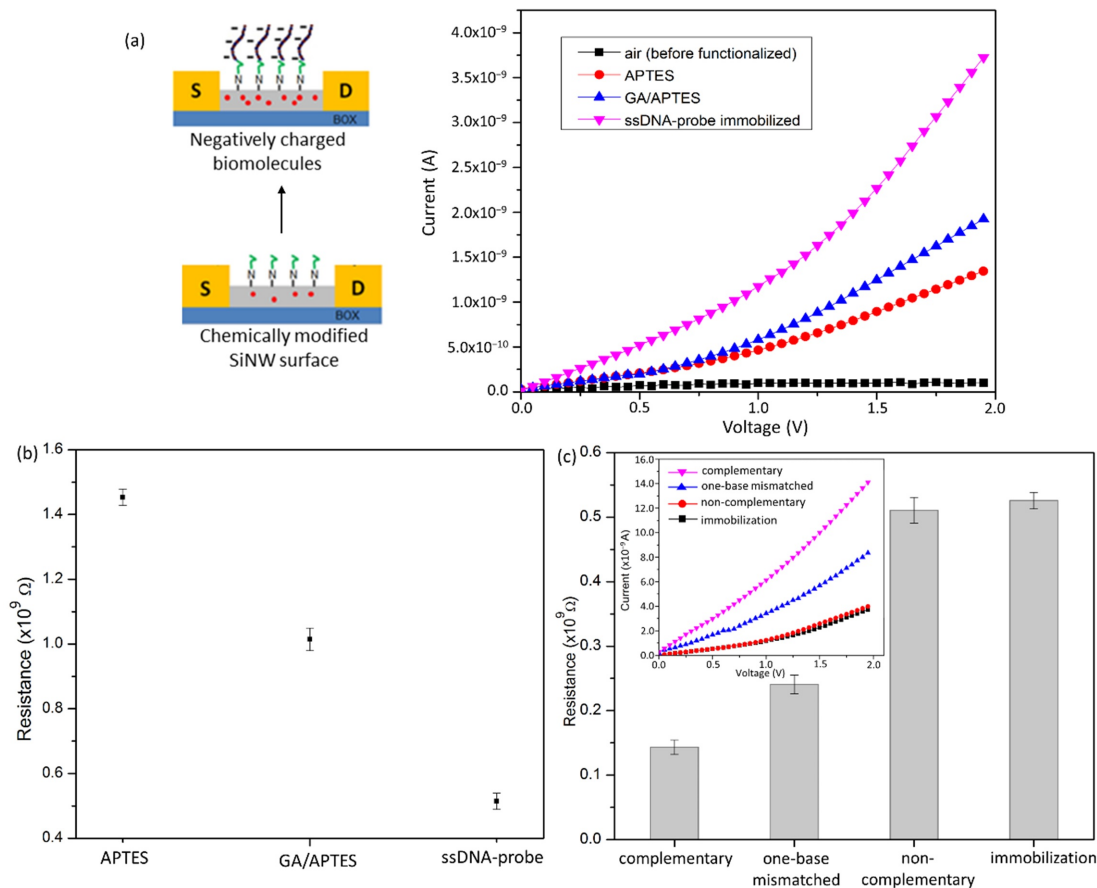 (a)
N N N N
S
D
BOX
Negatively charged
biomolecules
N N N N
S
D
BOX
Chemically modified
SiNW surface
4.0x10⁻⁹
3.5x10⁻⁹
3.0x10⁻⁹
2.5x10⁻⁹
2.0x10⁻⁹
1.5x10⁻⁹
1.0x10⁻⁹
5.0x10⁻¹⁰
0.0
Current (A)
air (before functionalized)
APTES
GA/APTES
ssDNA-probe immobilized
0.0 0.5 1.0 1.5 2.0
Voltage (V)
(b)
1.6
1.4
1.2
1.0
0.8
0.6
0.4
Resistance (x10⁹ Ω)
APTES GA/APTES ssDNA-probe
(c)
0.6
0.5
0.4
0.3
0.2
0.1
0.0
Resistance (x10⁹ Ω)
16.0
14.0
12.0
10.0
8.0
6.0
4.0
2.0
0.0
Current (x10⁻⁹A)
complementary
one-base mismatched
non-complementary
immobilization
0.0 0.5 1.0 1.5 2.0
Voltage (V)
complementary
one-base
mismatched
non-
complementary
immobilization